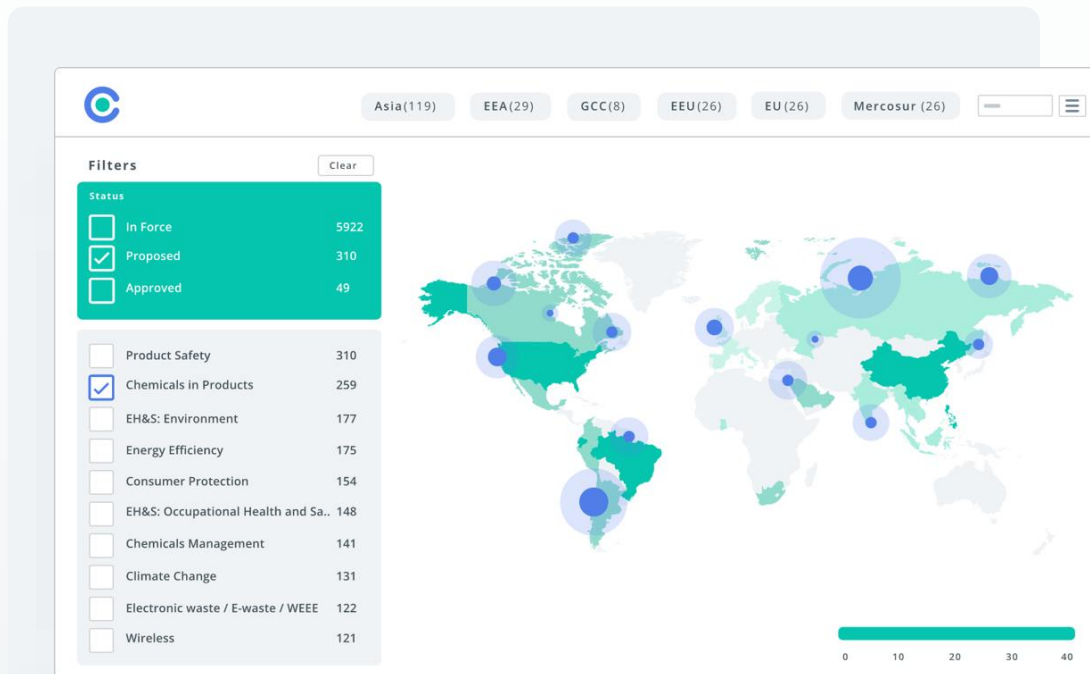 Asia(119) EEA(29) GCC(8) EEU(26) EU(26) Mercosur (26)
Filters Clear
Status
In Force 5922
Proposed 310
Approved 49
Product Safety 310
Chemicals in Products 259
EH&S: Environment 177
Energy Efficiency 175
Consumer Protection 154
EH&S: Occupational Health and Sa.. 148
Chemicals Management 141
Climate Change 131
Electronic waste / E-waste / WEEE 122
Wireless 121
0 10 20 30 40